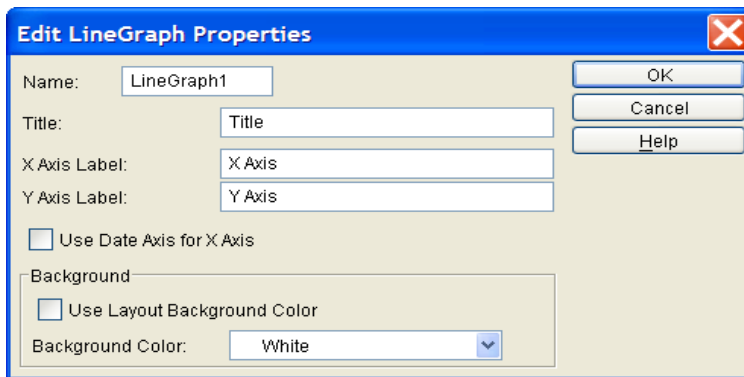 Edit LineGraph Properties
Name: LineGraph1
OK
Cancel
Title: Title
Help
X Axis Label: X Axis
Y Axis Label: Y Axis
Use Date Axis for X Axis
Background
Use Layout Background Color
Background Color: White